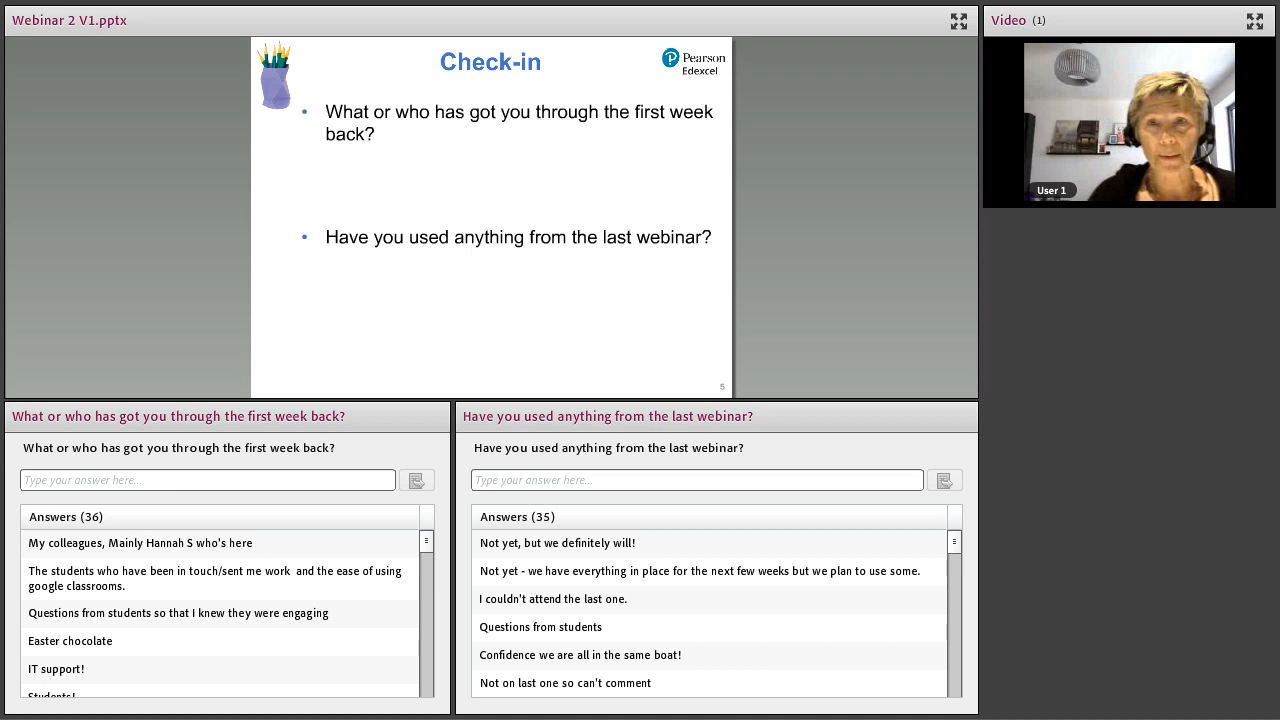 Webinar 2 V1.pptx
Check-in
Pearson
Edexcel
• What or who has got you through the first week
back?
• Have you used anything from the last webinar?
5
Video (1)
User 1
What or who has got you through the first week back?
What or who has got you through the first week back?
Type your answer here...
Answers (36)
My colleagues, Mainly Hannah S who's here
The students who have been in touch/sent me work and the ease of using
google classrooms.
Questions from students so that I knew they were engaging
Easter chocolate
IT support!
Students!
Have you used anything from the last webinar?
Have you used anything from the last webinar?
Type your answer here...
Answers (35)
Not yet, but we definitely will!
Not yet - we have everything in place for the next few weeks but we plan to use some.
I couldn't attend the last one.
Questions from students
Confidence we are all in the same boat!
Not on last one so can't comment